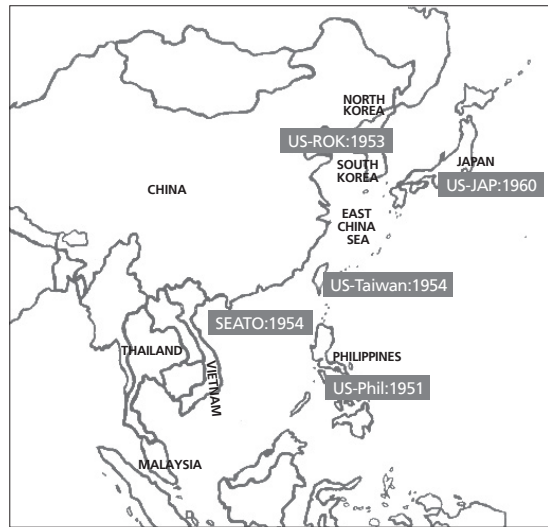 NORTH
KOREA
US-ROK:1953
SOUTH
KOREA
JAPAN
US-JAP:1960
CHINA
EAST
CHINA
SEA
US-Taiwan:1954
SEATO:1954
THAILAND
VIETNAM
PHILIPPINES
US-Phil:1951
MALAYSIA